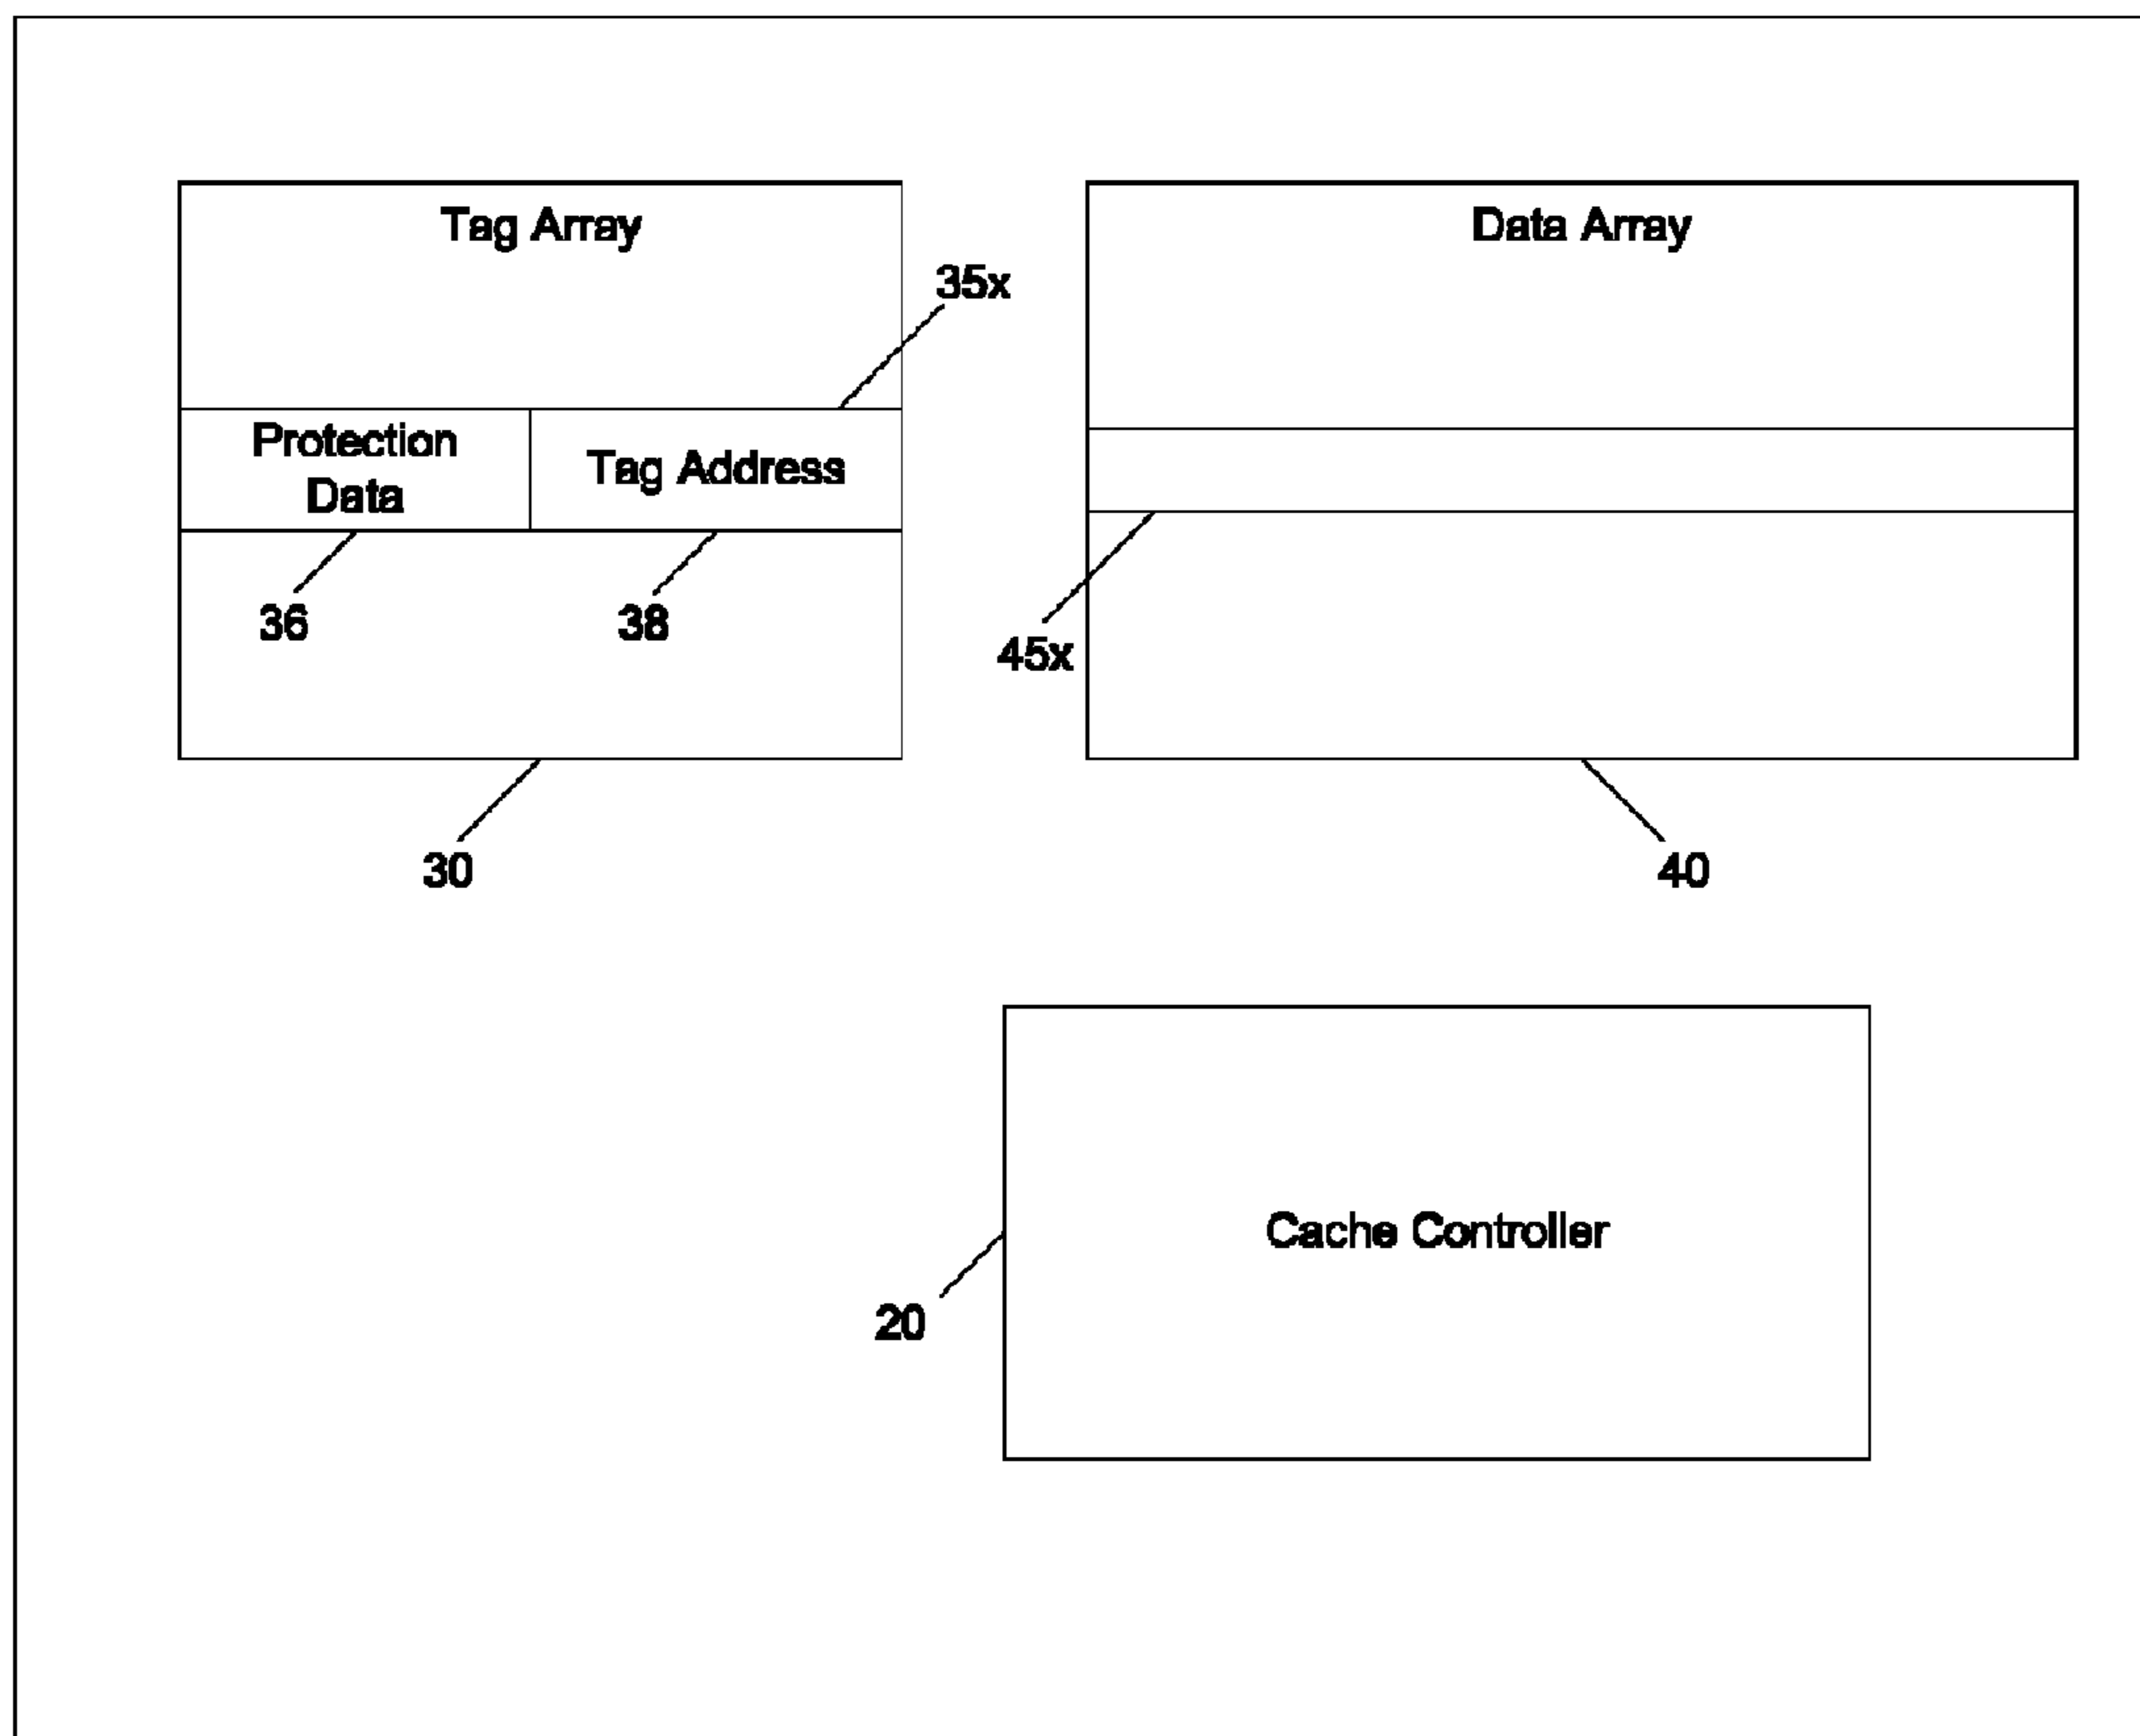 Tag Array
Data Array
35x
Protection
Data
Tag Address
36
38
45x
30
40
Cache Controller
20